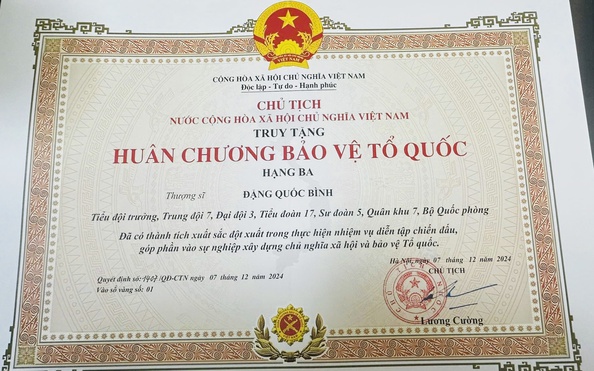 VIỆT NAM
CỘNG HÒA XÃ HỘI CHỦ NGHĨA VIỆT NAM
Độc lập - Tự do - Hạnh phúc
CHỦ TỊCH
NƯỚC CỘNG HÒA XÃ HỘI CHỦ NGHĨA VIỆT NAM
TRUY TẶNG
HUÂN CHƯƠNG BẢO VỆ TỔ QUỐC
HẠNG BA
Thượng sĩ ĐẶNG QUỐC BÌNH
Tiểu đội trưởng, Trung đội 7, Đại đội 3, Tiểu đoàn 17, Sư đoàn 5, Quân khu 7, Bộ Quốc phòng
Đã có thành tích xuất sắc đột xuất trong thực hiện nhiệm vụ diễn tập chiến đấu,
góp phần vào sự nghiệp xây dựng chủ nghĩa xã hội và bảo vệ Tổ quốc.
Hà Nội, ngày 07 tháng 12 năm 2024
CHỦ TỊCH
Quyết định số: /QĐ-CTN ngày 07 tháng 12 năm 2024
Vào sổ vàng số: 01
Lương Cường